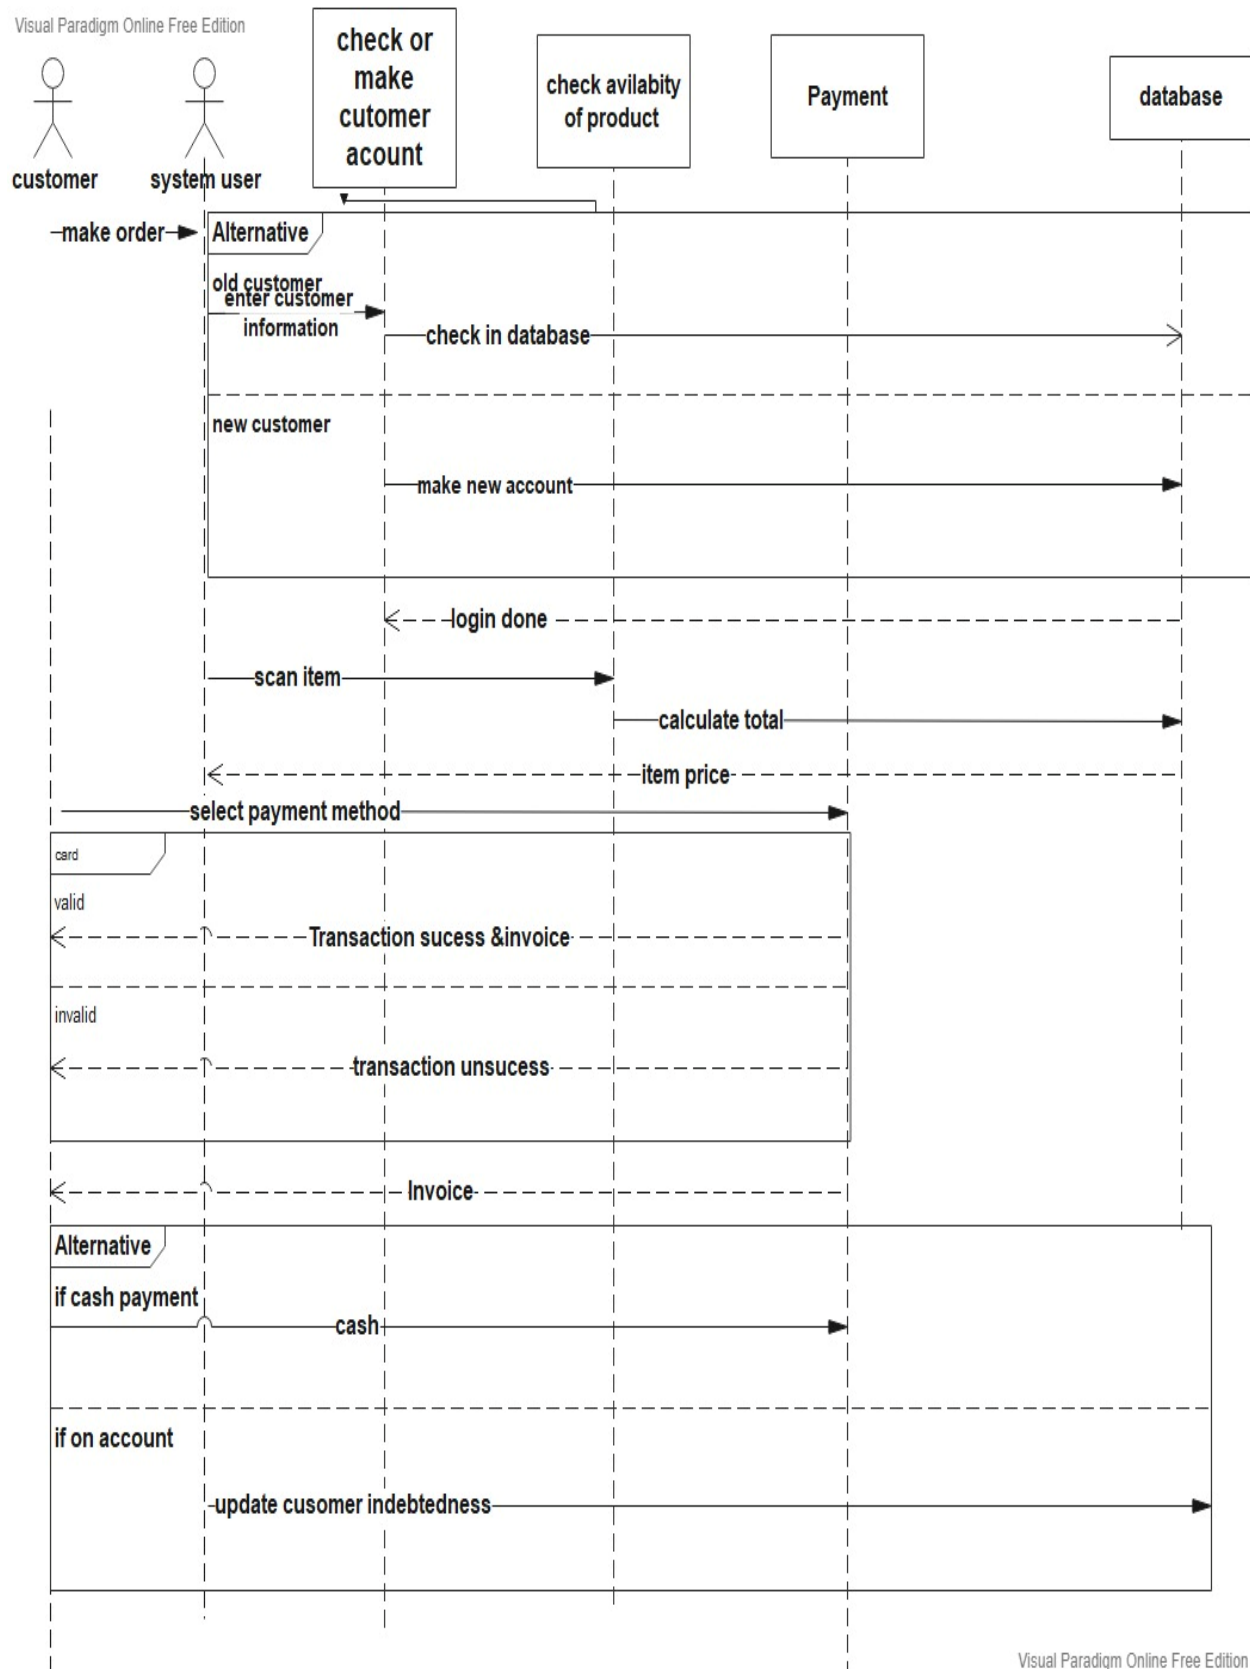 Visual Paradigm Online Free Edition
check or
make
cutomer
acount
check avilabity
of product
Payment
database
customer
system user
make order
Alternative
old customer
enter customer
information
check in database
new customer
make new account
login done
scan item
calculate total
item price
select payment method
card
valid
Transaction sucess &invoice
invalid
transaction unsucess
Invoice
Alternative
if cash payment
cash
if on account
update cusomer indebtedness
Visual Paradigm Online Free Edition